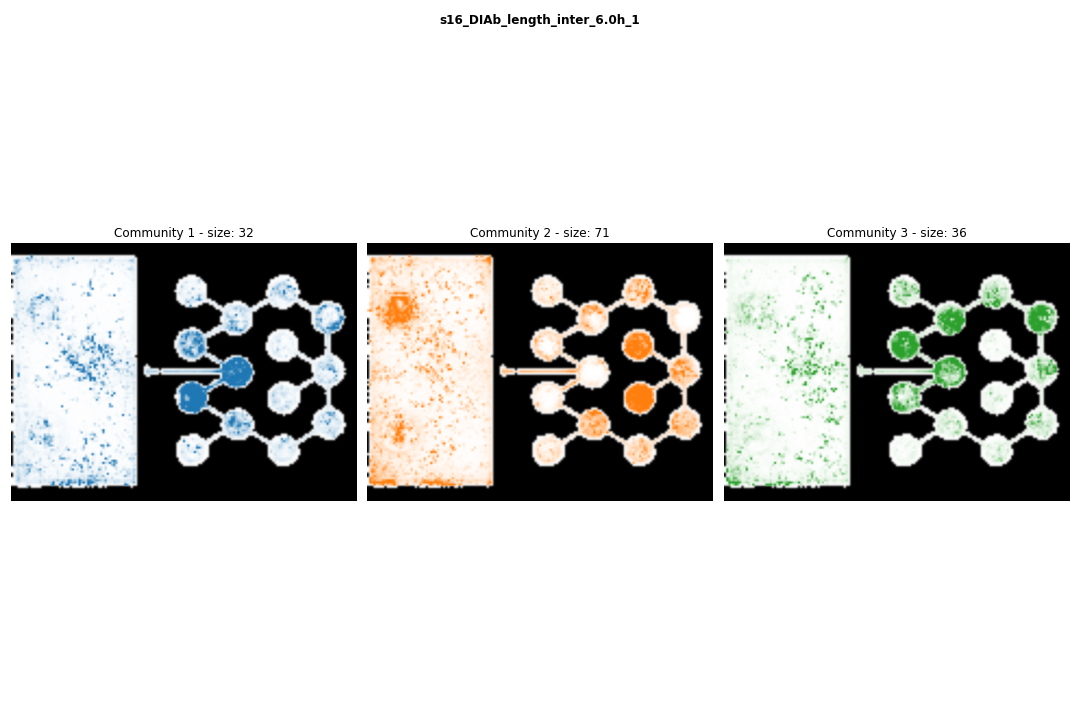 s16_DIAb_length_inter_6.0h_1
Community 1 - size: 32
Community 2 - size: 71
Community 3 - size: 36